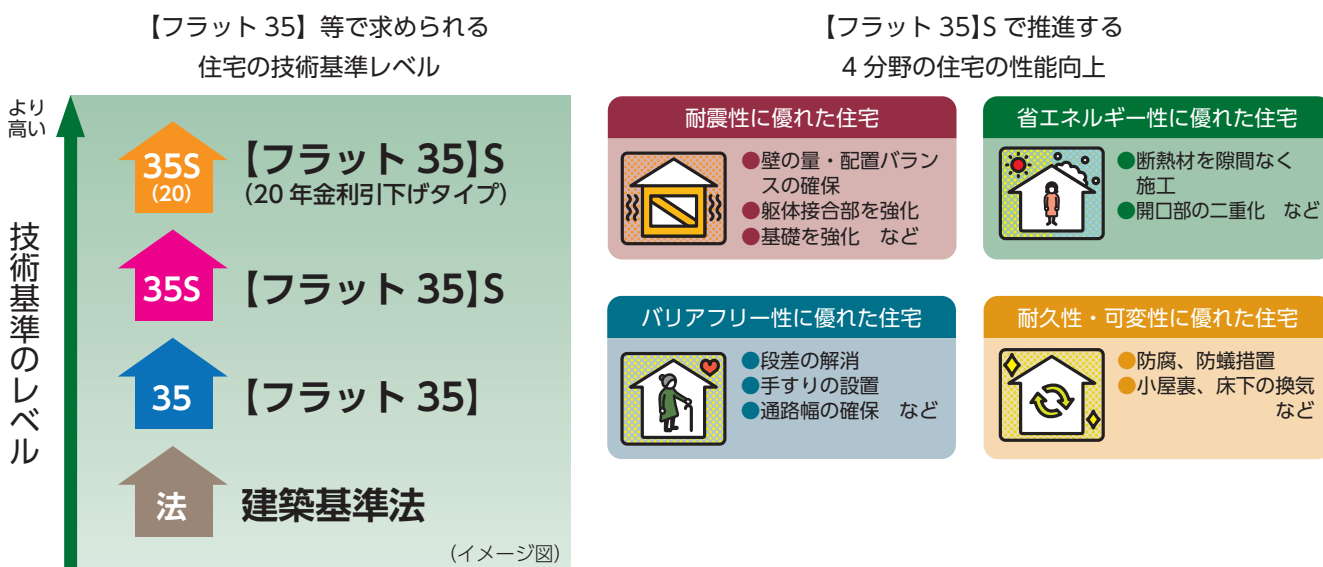 【フラット 35】等で求められる
住宅の技術基準レベル
より
高い
技術基準のレベル
35S
(20)
【フラット 35】S
(20 年金利引下げタイプ)
35S
【フラット 35】S
35
【フラット 35】
法
建築基準法
(イメージ図)
【フラット 35】S で推進する
4 分野の住宅の性能向上
耐震性に優れた住宅
●壁の量・配置バラン
スの確保
●躯体接合部を強化
●基礎を強化　など
省エネルギー性に優れた住宅
●断熱材を隙間なく
施工
●開口部の二重化　など
バリアフリー性に優れた住宅
●段差の解消
●手すりの設置
●通路幅の確保　など
耐久性・可変性に優れた住宅
●防腐、防蟻措置
●小屋裏、床下の換気
など